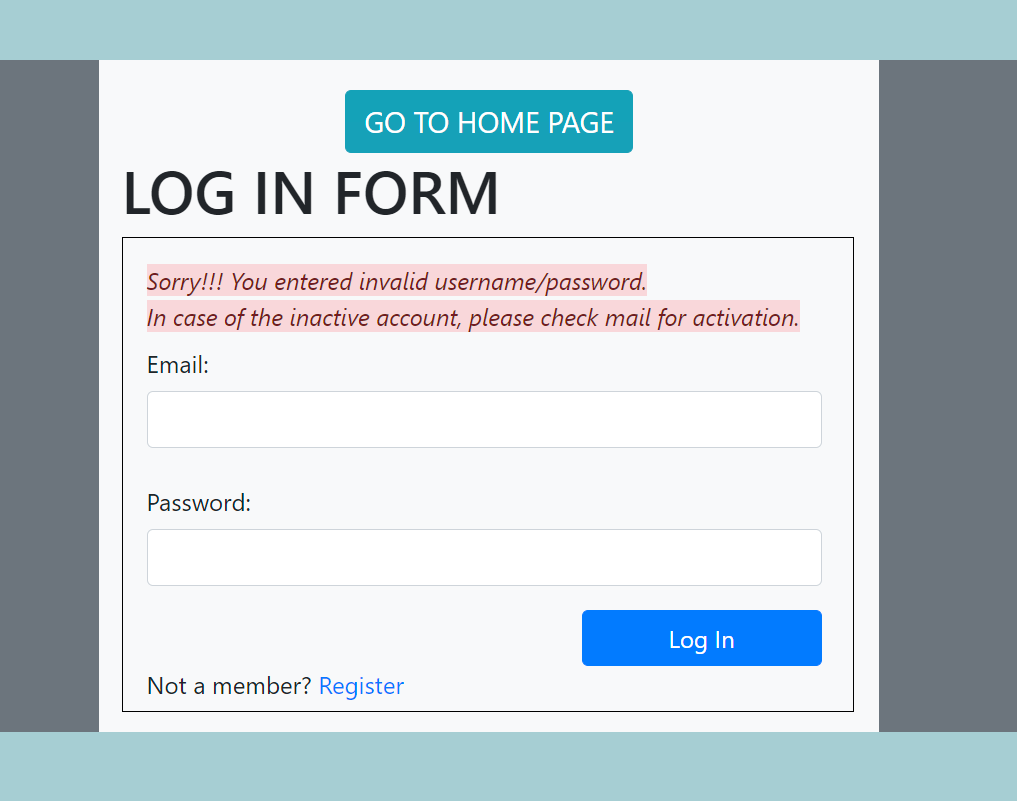 GO TO HOME PAGE
LOG IN FORM
Sorry!!! You entered invalid username/password.
In case of the inactive account, please check mail for activation.
Email:
Password:
Log In
Not a member? Register